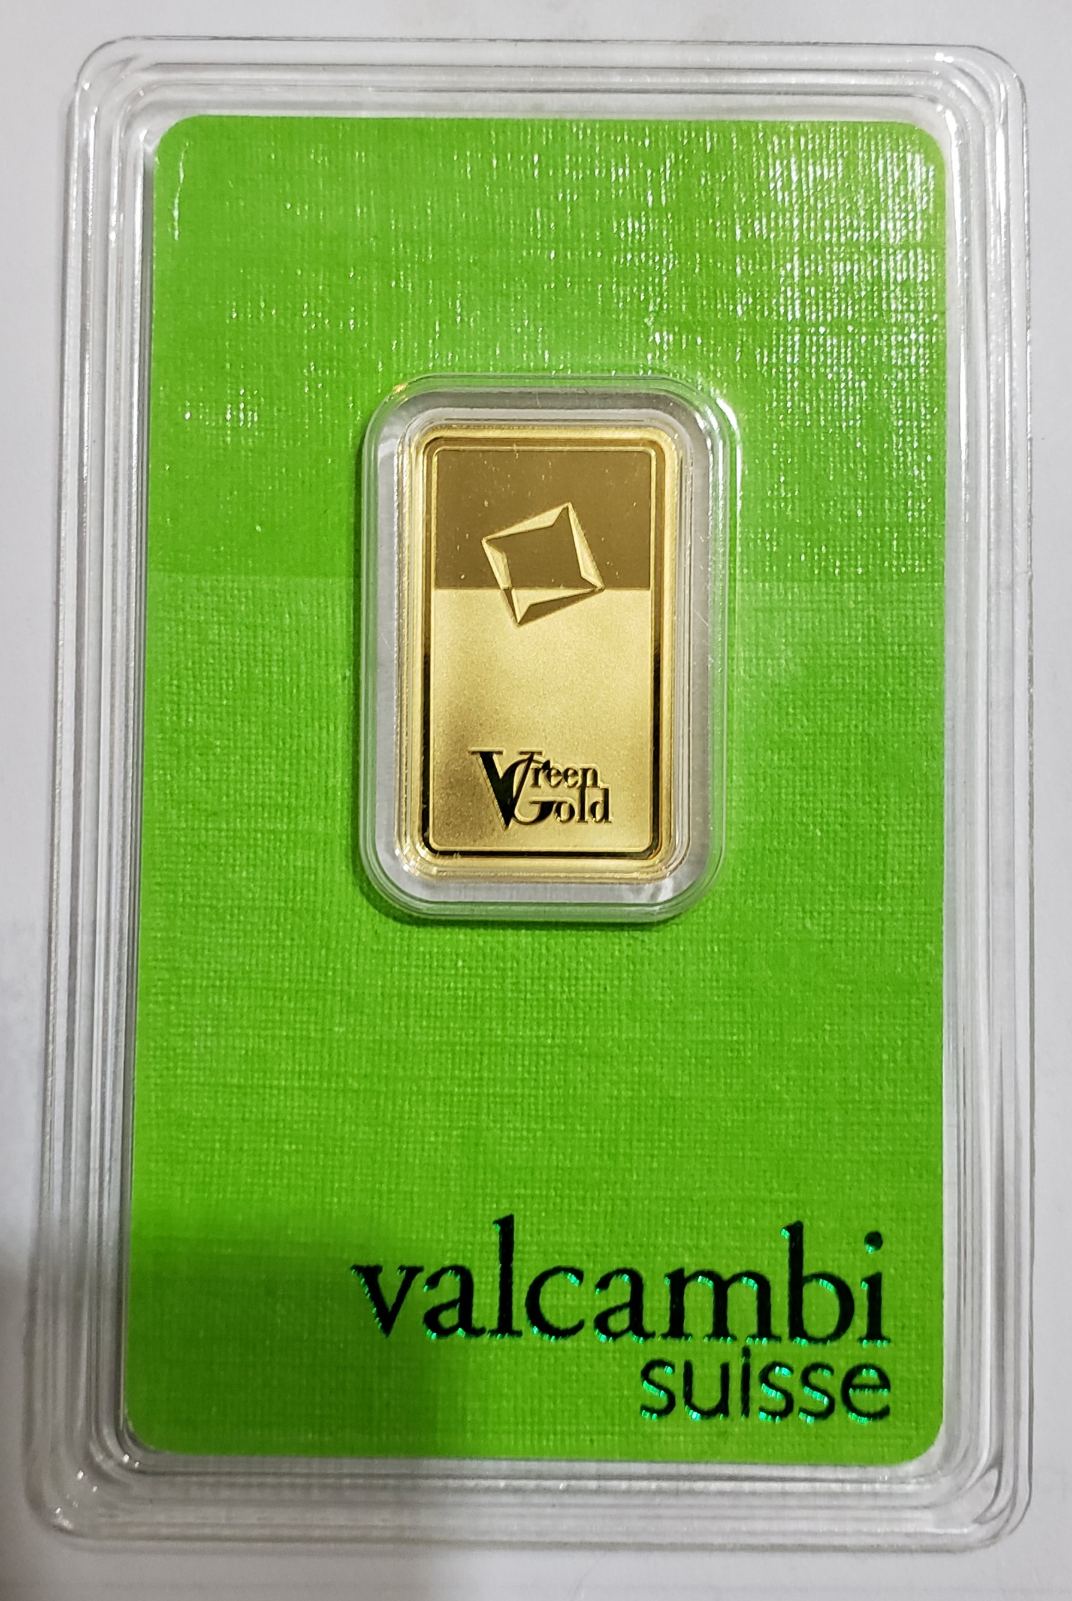 Green
Gold
valcambi
suisse